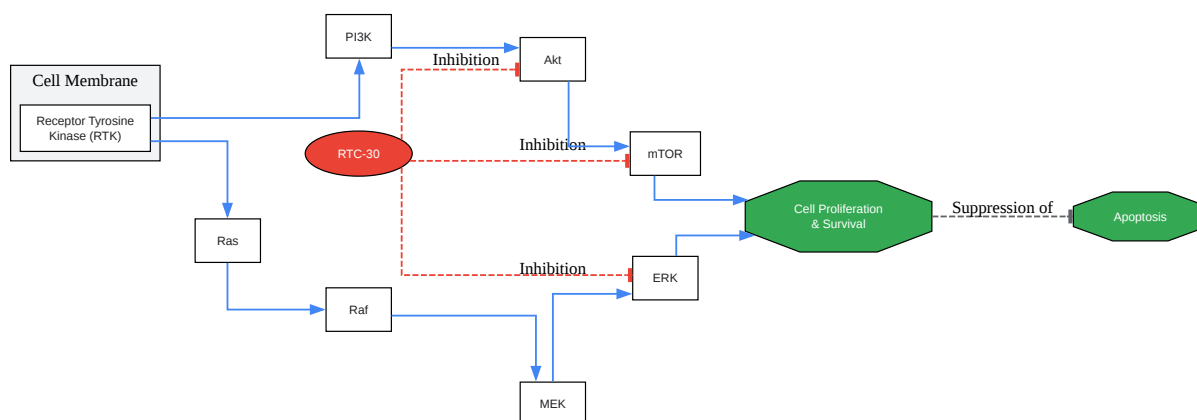 PI3K
Inhibition
Akt
Cell Membrane
Receptor Tyrosine
Kinase (RTK)
RTC-30
Inhibition
mTOR
Cell Proliferation
& Survival
Suppression of
Apoptosis
Ras
Inhibition
ERK
Raf
MEK